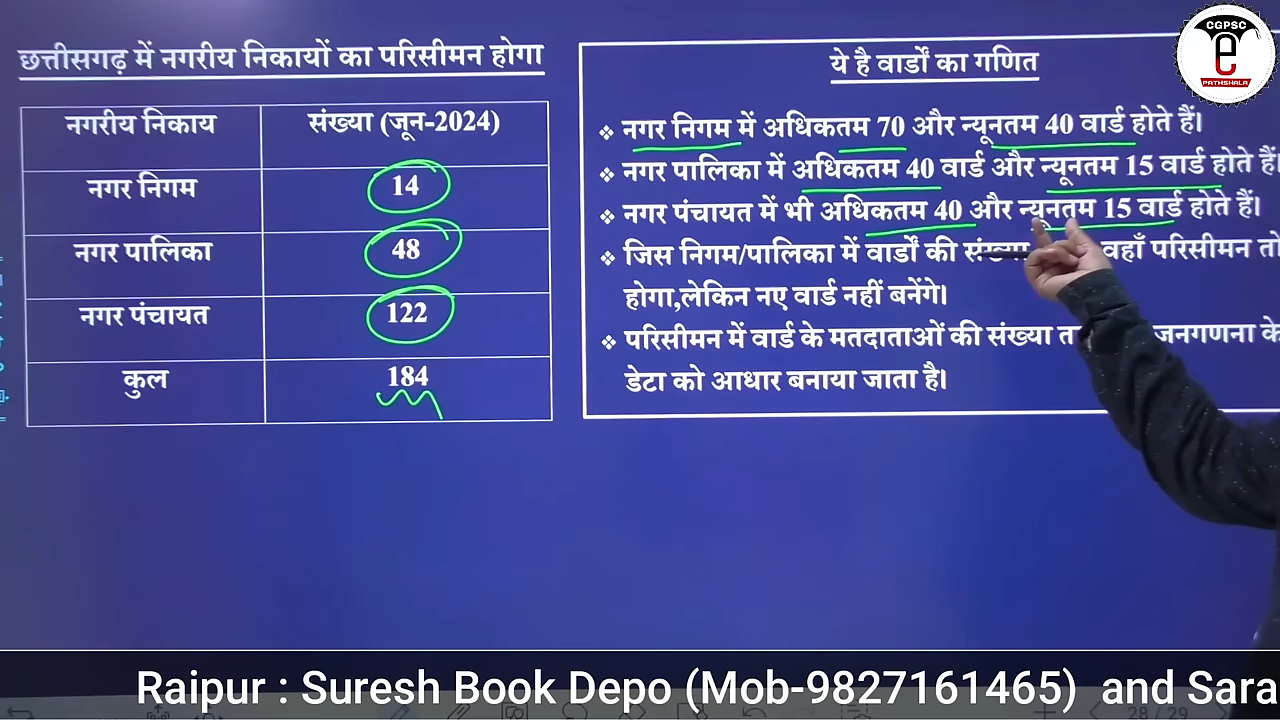 CGPSC
e
PATHSHALA
छत्तीसगढ़ में नगरीय निकायों का परिसीमन होगा
नगरीय निकाय संख्या (जून-2024)
नगर निगम 14
नगर पालिका 48
नगर पंचायत 122
कुल 184
ये है वार्डों का गणित
❖ नगर निगम में अधिकतम 70 और न्यूनतम 40 वार्ड होते हैं।
❖ नगर पालिका में अधिकतम 40 वार्ड और न्यूनतम 15 वार्ड होते हैं
❖ नगर पंचायत में भी अधिकतम 40 और न्यूनतम 15 वार्ड होते हैं।
❖ जिस निगम/पालिका में वार्डों की संख्या वहाँ परिसीमन तो
होगा,लेकिन नए वार्ड नहीं बनेंगे।
❖ परिसीमन में वार्ड के मतदाताओं की संख्या जनगणना के
डेटा को आधार बनाया जाता है।
Raipur : Suresh Book Depo (Mob-9827161465) and Sara
28 / 29